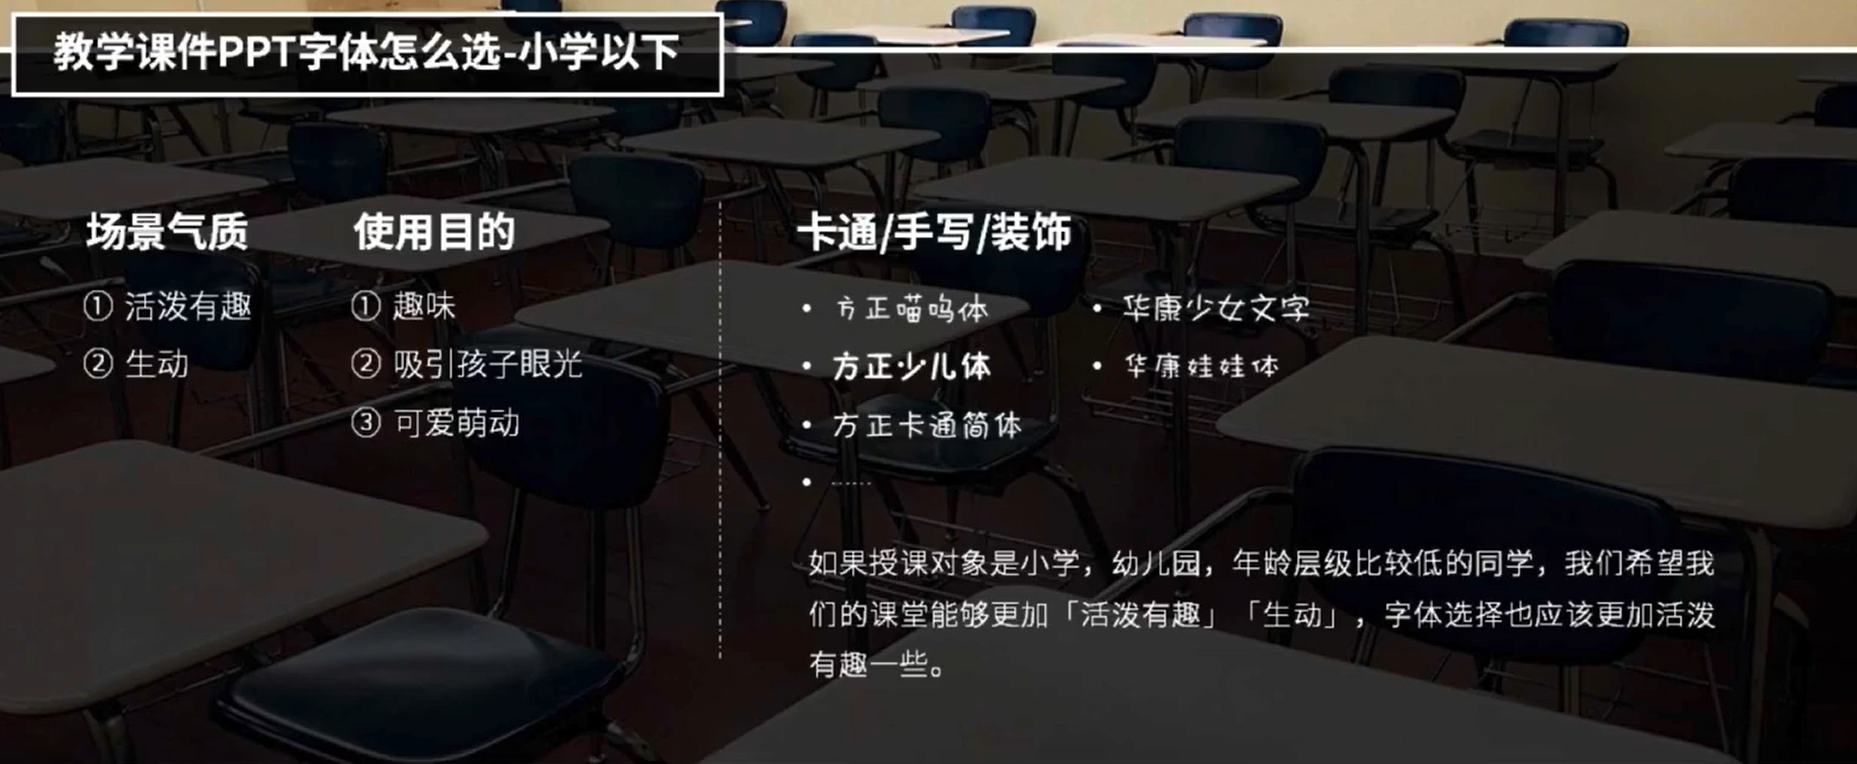 教学课件PPT字体怎么选-小学以下
场景气质
① 活泼有趣
② 生动
使用目的
① 趣味
② 吸引孩子眼光
③ 可爱萌动
卡通/手写/装饰
• 方正喵呜体
• 方正少儿体
• 方正卡通简体
• ……
• 华康少女文字
• 华康娃娃体
如果授课对象是小学，幼儿园，年龄层级比较低的同学，我们希望我
们的课堂能够更加「活泼有趣」「生动」，字体选择也应该更加活泼
有趣一些。